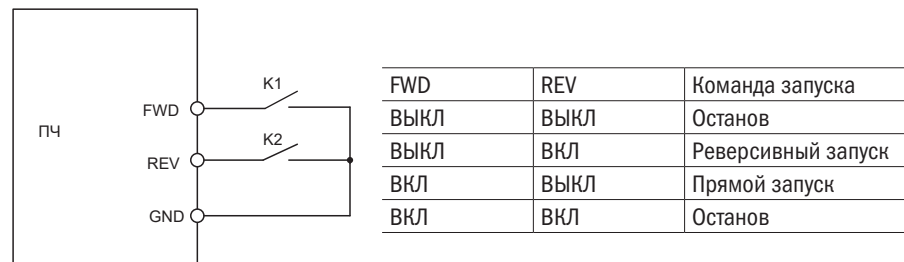 ПЧ
FWD
K1
REV
K2
GND
FWD REV Команда запуска
ВЫКЛ ВЫКЛ Останов
ВЫКЛ ВКЛ Реверсивный запуск
ВКЛ ВЫКЛ Прямой запуск
ВКЛ ВКЛ Останов